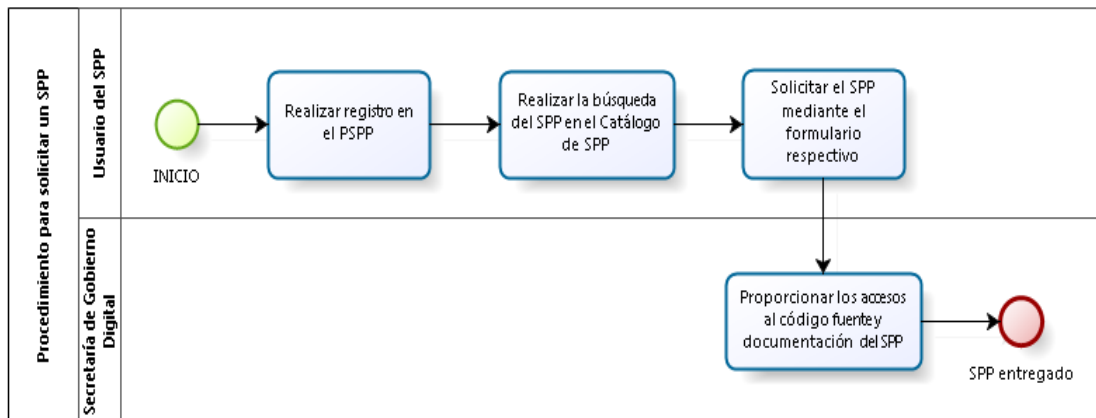 Procedimiento para solicitar un SPP
Usuario del SPP
INICIO
Realizar registro en
el PSPP
Realizar la búsqueda
del SPP en el Catálogo
de SPP
Solicitar el SPP
mediante el
formulario
respectivo
Secretaría de Gobierno
Digital
Proporcionar los accesos
al código fuente y
documentación del SPP
SPP entregado